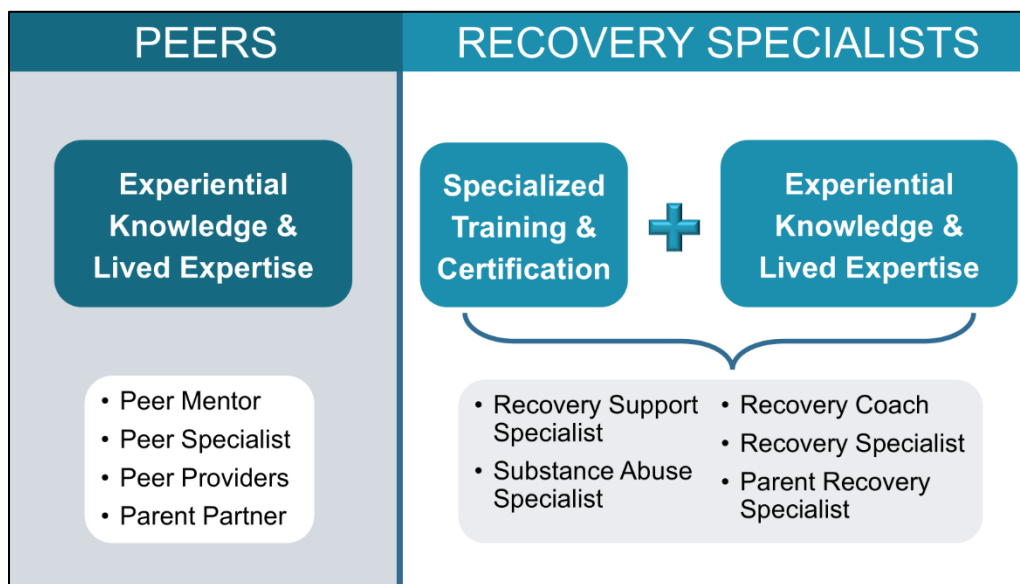 PEERS
Experiential
Knowledge &
Lived Expertise
• Peer Mentor
• Peer Specialist
• Peer Providers
• Parent Partner
RECOVERY SPECIALISTS
Specialized
Training &
Certification
Experiential
Knowledge &
Lived Expertise
• Recovery Support
Specialist
• Substance Abuse
Specialist
• Recovery Coach
• Recovery Specialist
• Parent Recovery
Specialist